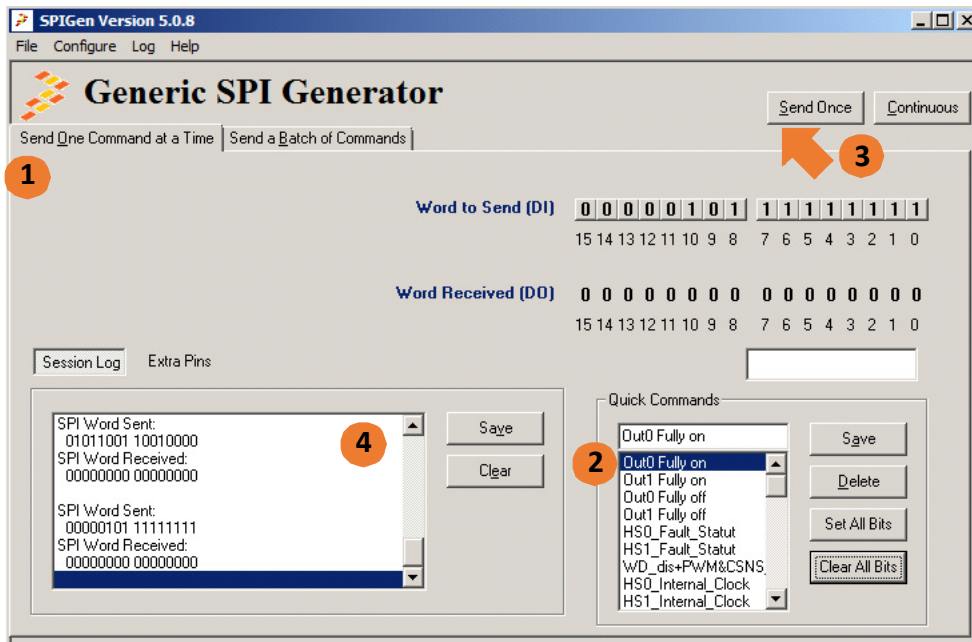 SPIGen Version 5.0.8
File Configure Log Help
Generic SPI Generator
Send Once Continuous
Send One Command at a Time Send a Batch of Commands
1
3
Word to Send (DI) 0 0 0 0 0 1 0 1 1 1 1 1 1 1 1 1
15 14 13 12 11 10 9 8 7 6 5 4 3 2 1 0
Word Received (DO) 0 0 0 0 0 0 0 0 0 0 0 0 0 0 0 0
15 14 13 12 11 10 9 8 7 6 5 4 3 2 1 0
Session Log Extra Pins
SPI Word Sent:
01011001 10010000
SPI Word Received:
00000000 00000000
SPI Word Sent:
00000101 11111111
SPI Word Received:
00000000 00000000
4
Save
Clear
Quick Commands
Out0 Fully on
2
Out0 Fully on
Out1 Fully on
Out0 Fully off
Out1 Fully off
HS0_Fault_Statut
HS1_Fault_Statut
WD_dis+PWM&CSNS_
HS0_Internal_Clock
HS1_Internal_Clock
Save
Delete
Set All Bits
Clear All Bits